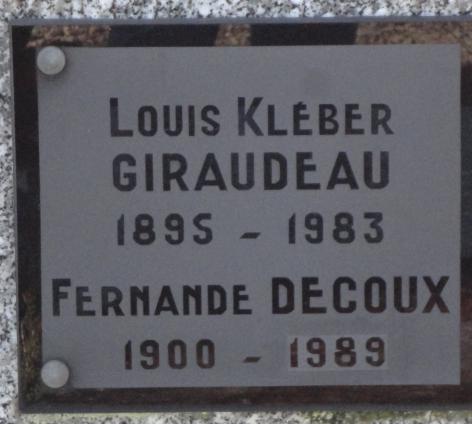 Louis Kléber
GIRAUDEAU
1895 - 1983
Fernande DECOUX
1900 - 1989